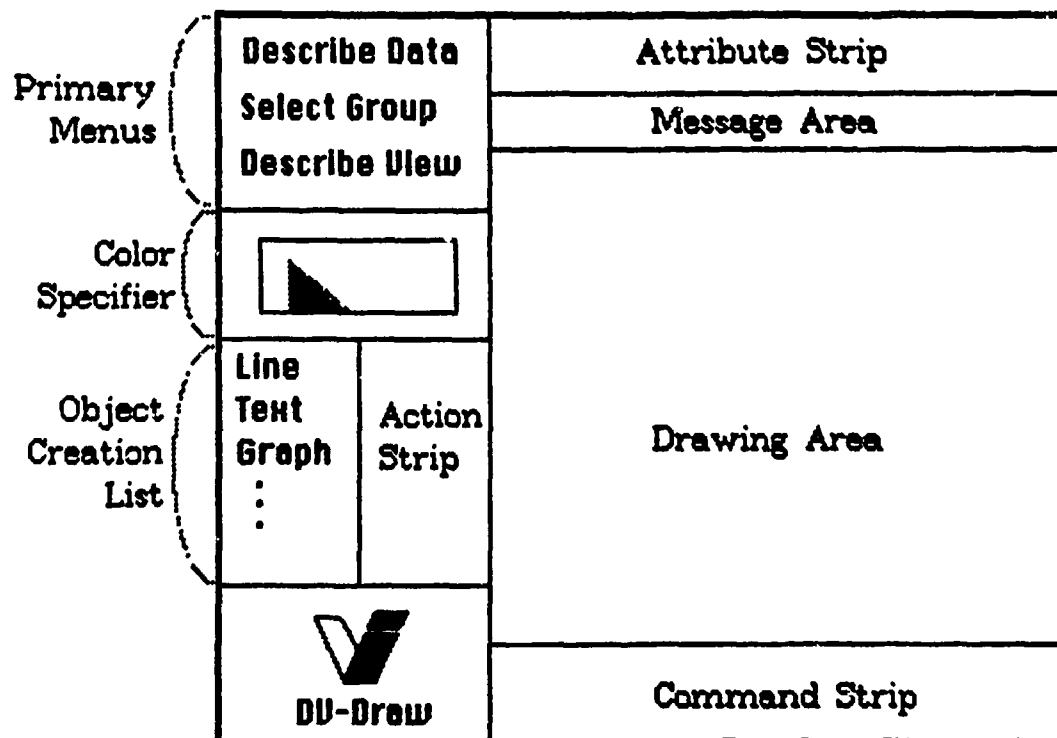 Primary
Menus
Describe Data
Select Group
Describe View
Attribute Strip
Message Area
Color
Specifier
Object
Creation
List
Line
Text
Graph
Action
Strip
Drawing Area
DV-Draw
Command Strip